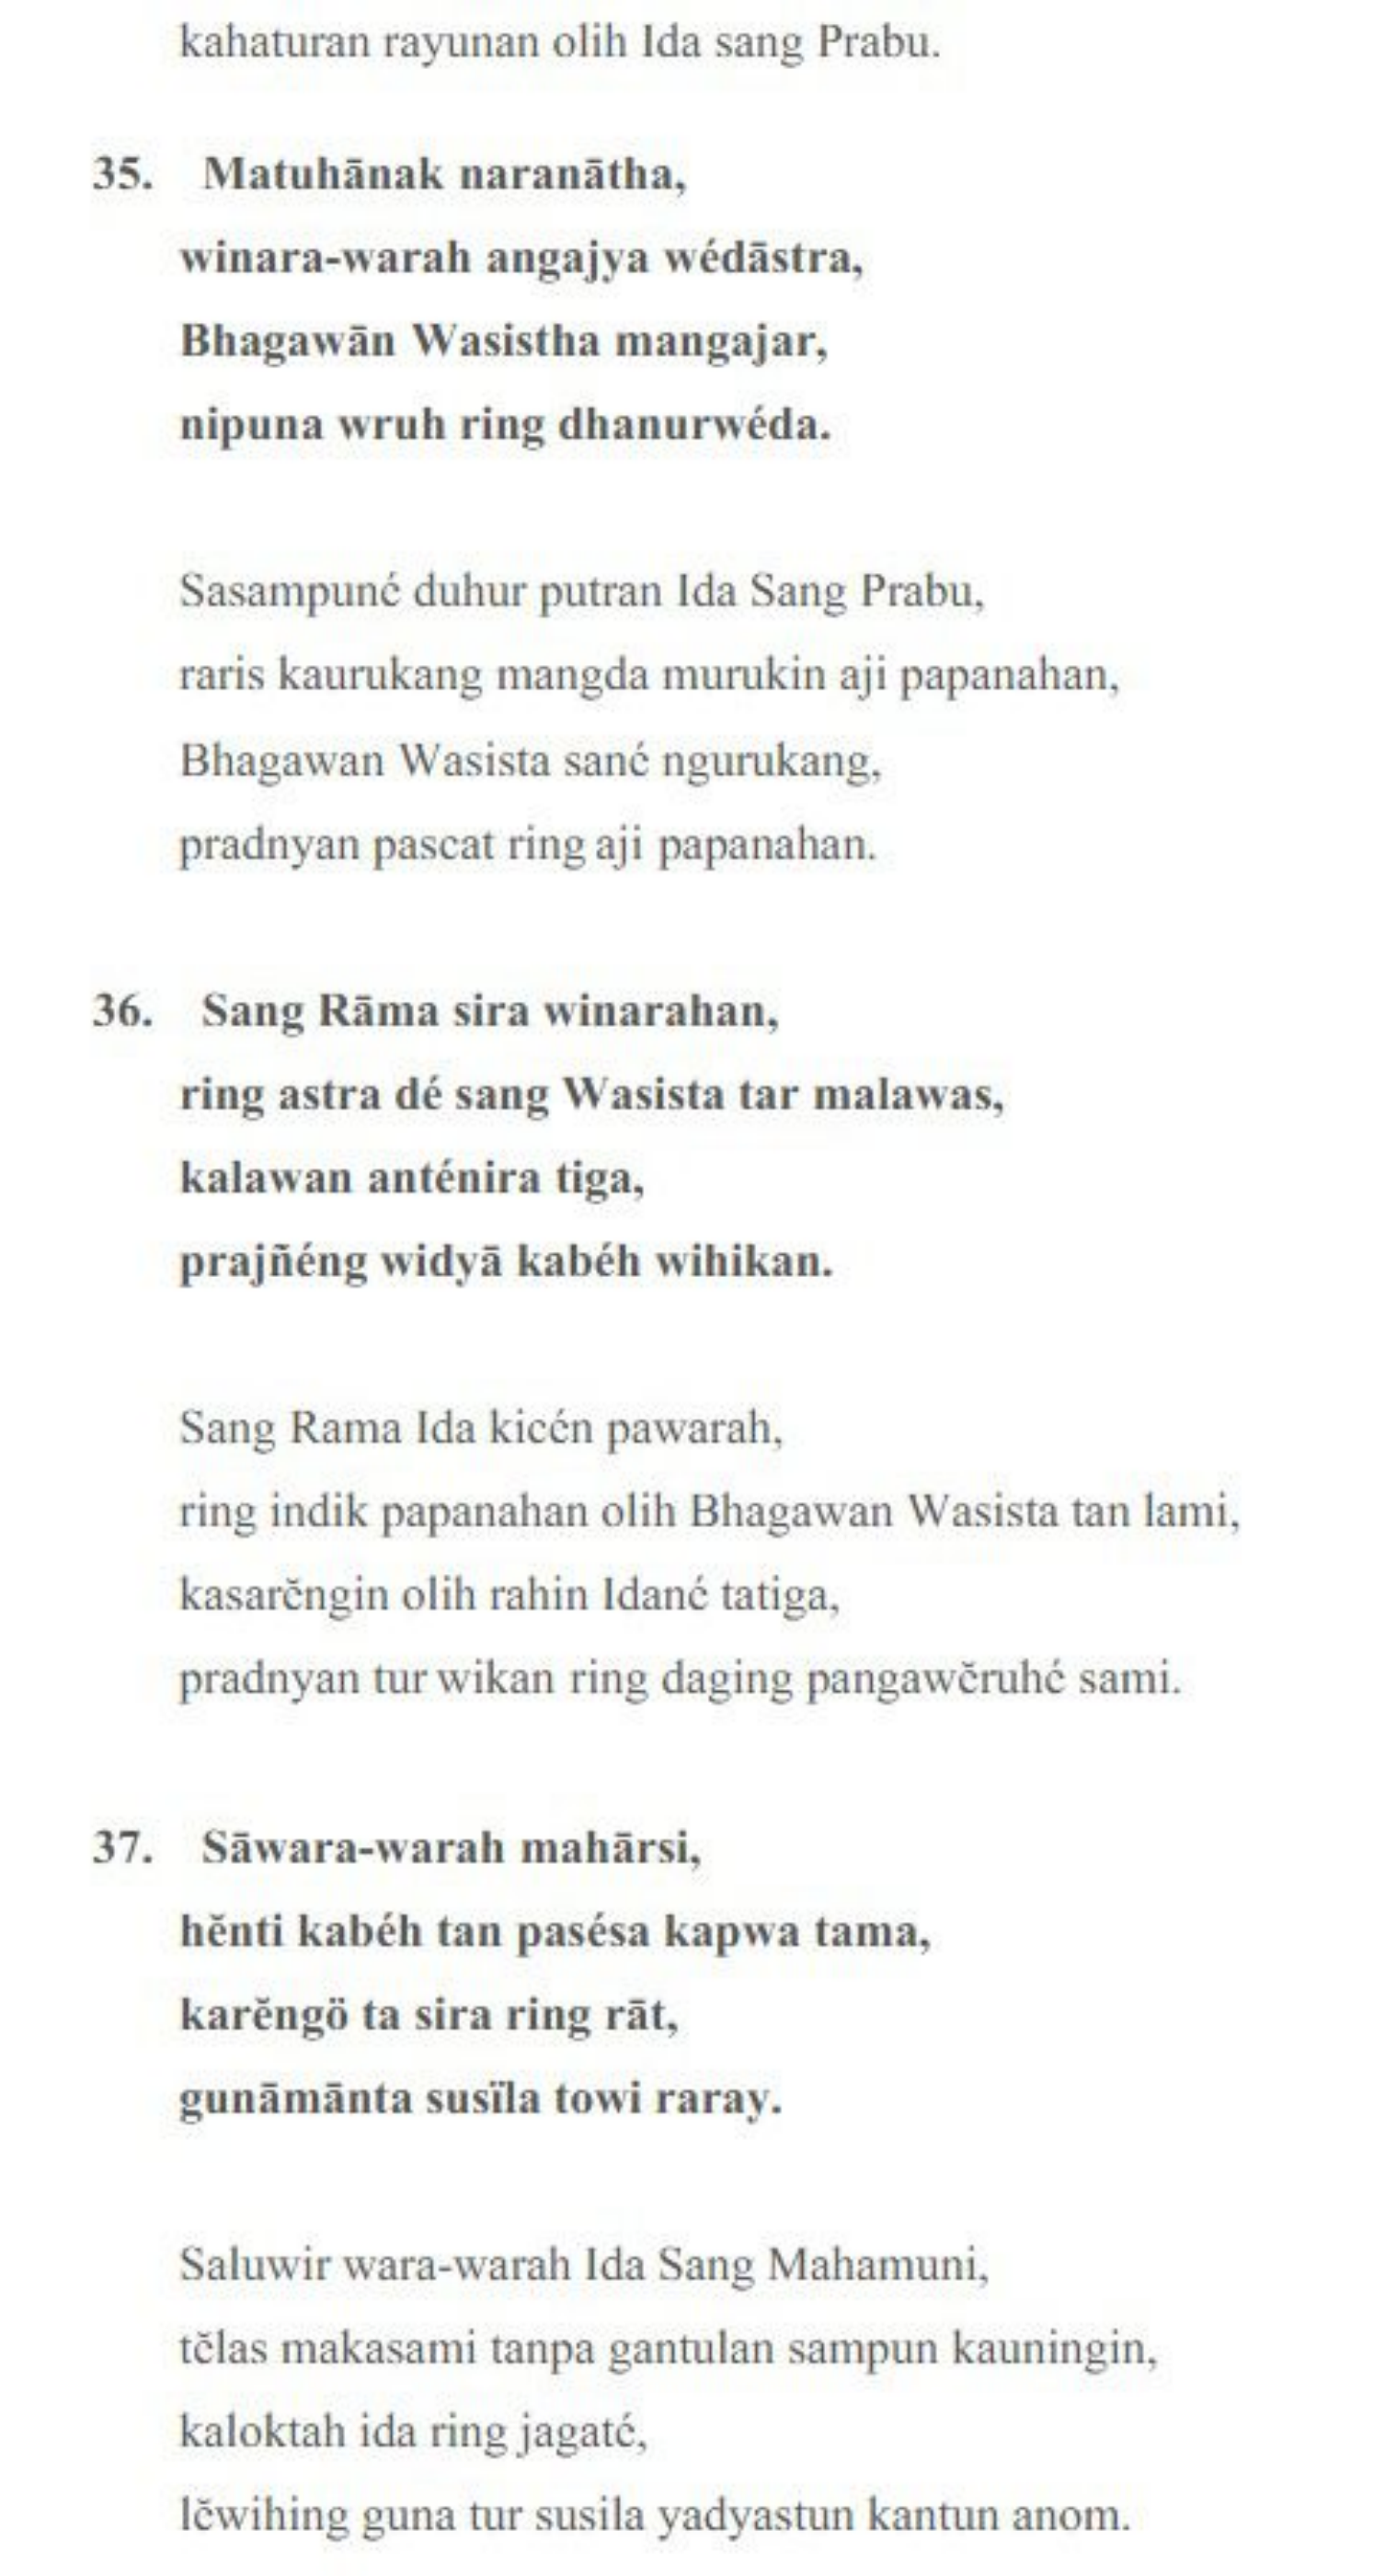 kahaturan rayunan olih Ida sang Prabu.
35. Matuhānak naranātha,
winara-warah angajya wédāstra,
Bhagawān Wasistha mangajar,
nipuna wruh ring dhanurwéda.
Sasampuné duhur putran Ida Sang Prabu,
raris kaurukang mangda murukin aji papanahan,
Bhagawan Wasista sané ngurukang,
pradnyan pascat ring aji papanahan.
36. Sang Rāma sira winarahan,
ring astra dé sang Wasista tar malawas,
kalawan anténira tiga,
prajñéng widyā kabéh wihikan.
Sang Rama Ida kicén pawarah,
ring indik papanahan olih Bhagawan Wasista tan lami,
kasarĕngin olih rahin Idané tatiga,
pradnyan tur wikan ring daging pangawĕruhé sami.
37. Sāwara-warah mahārsi,
hĕnti kabéh tan pasésa kapwa tama,
karĕngö ta sira ring rāt,
gunāmānta susïla towi raray.
Saluwir wara-warah Ida Sang Mahamuni,
tĕlas makasami tanpa gantulan sampun kauningin,
kaloktah ida ring jagaté,
lĕwihing guna tur susila yadyastun kantun anom.